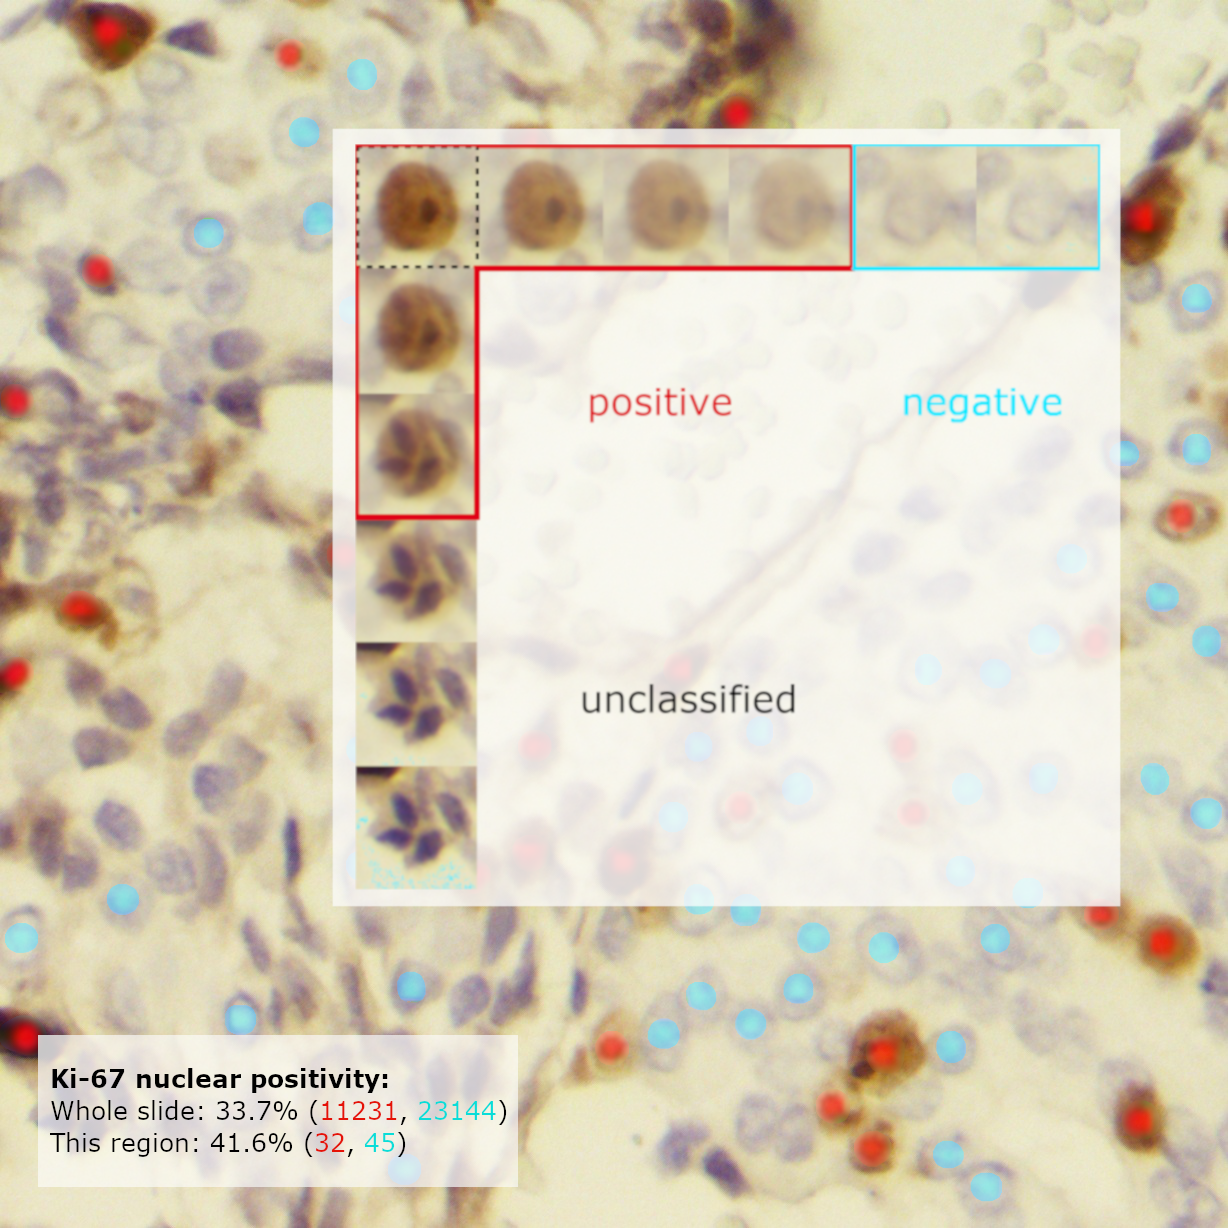 positive
negative
unclassified
Ki-67 nuclear positivity:
Whole slide: 33.7% (11231, 23144)
This region: 41.6% (32, 45)